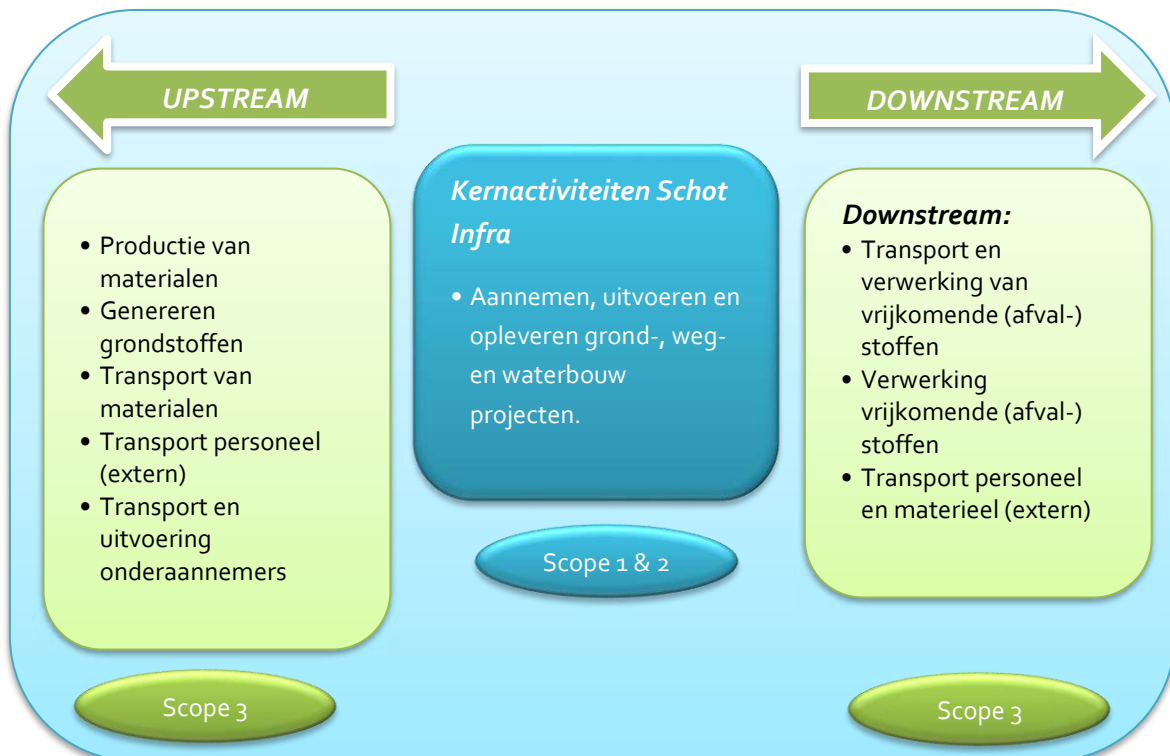 UPSTREAM
• Productie van
materialen
• Genereren
grondstoffen
• Transport van
materialen
• Transport personeel
(extern)
• Transport en
uitvoering
onderaannemers
Scope 3
Kernactiviteiten Schot
Infra
• Aannemen, uitvoeren en
opleveren grond-, weg-
en waterbouw
projecten.
Scope 1 & 2
DOWNSTREAM
Downstream:
• Transport en
verwerking van
vrijkomende (afval-)
stoffen
• Verwerking
vrijkomende (afval-)
stoffen
• Transport personeel
en materieel (extern)
Scope 3